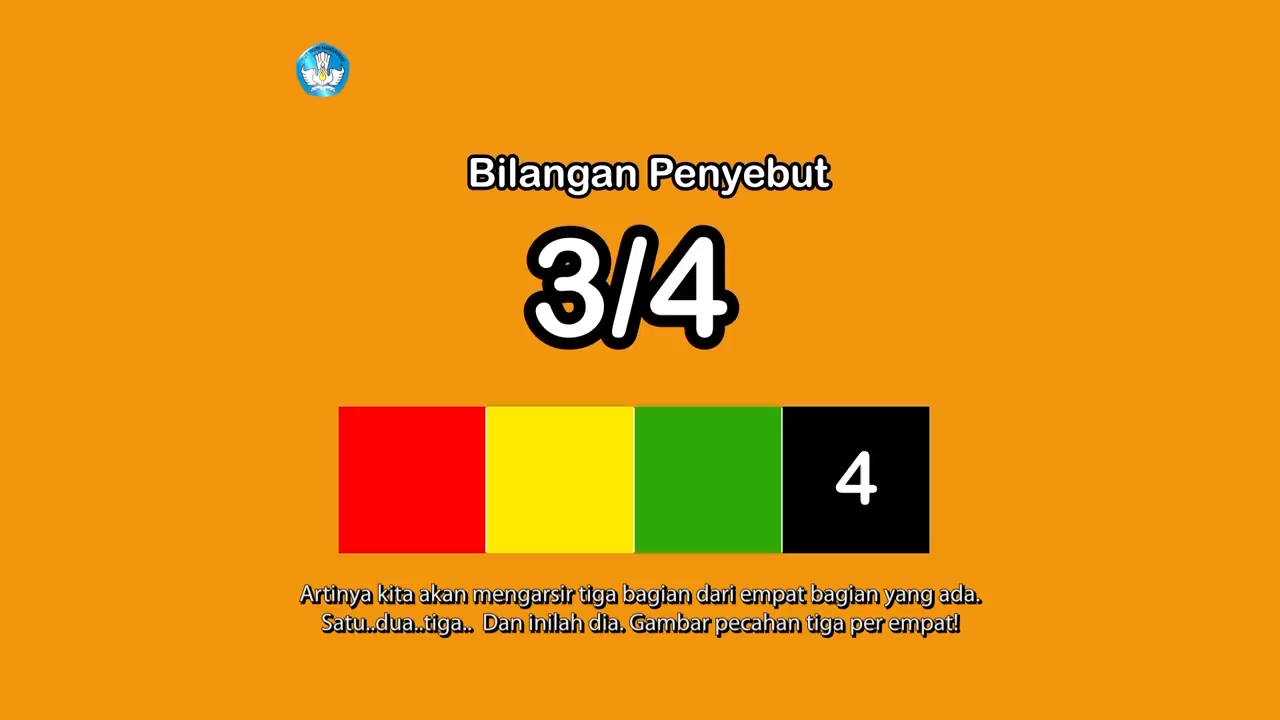 Bilangan Penyebut
3/4
4
Artinya kita akan mengarsir tiga bagian dari empat bagian yang ada.
Satu..dua..tiga.. Dan inilah dia. Gambar pecahan tiga per empat!